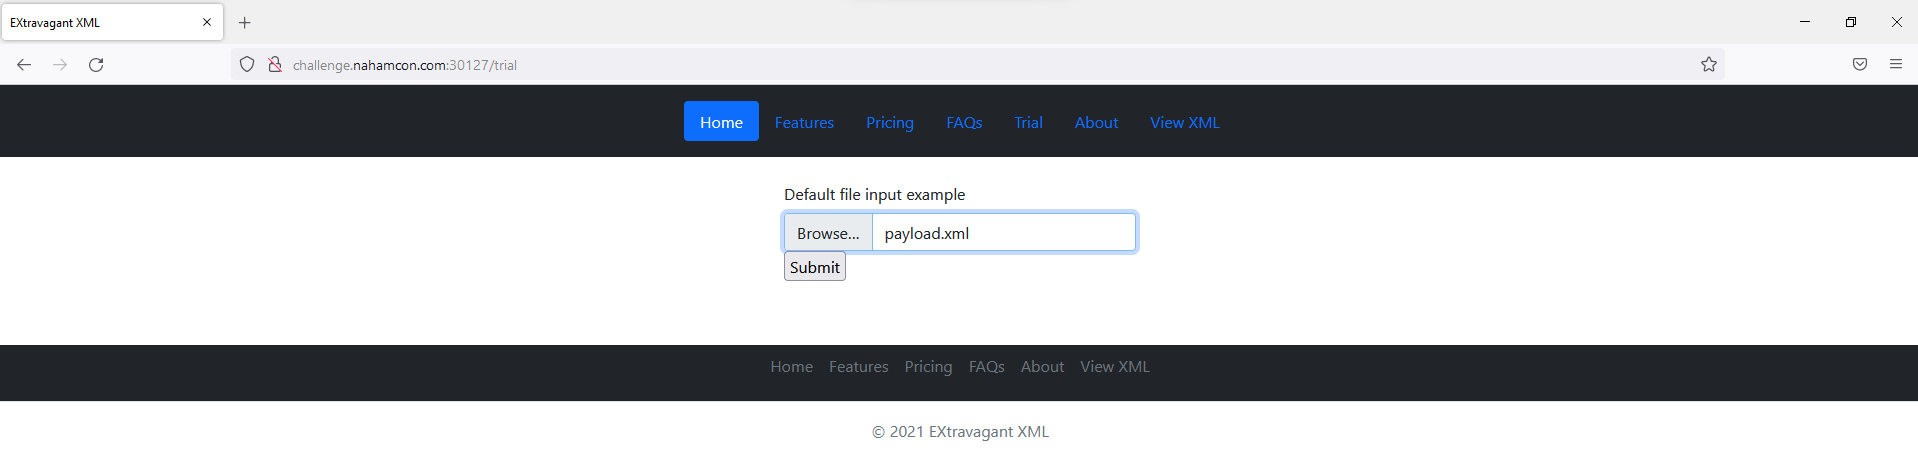 EXtravagant XML
challenge.nahamcon.com:30127/trial
Home Features Pricing FAQs Trial About View XML
Default file input example
Browse... payload.xml
Submit
Home Features Pricing FAQs About View XML
© 2021 EXtravagant XML